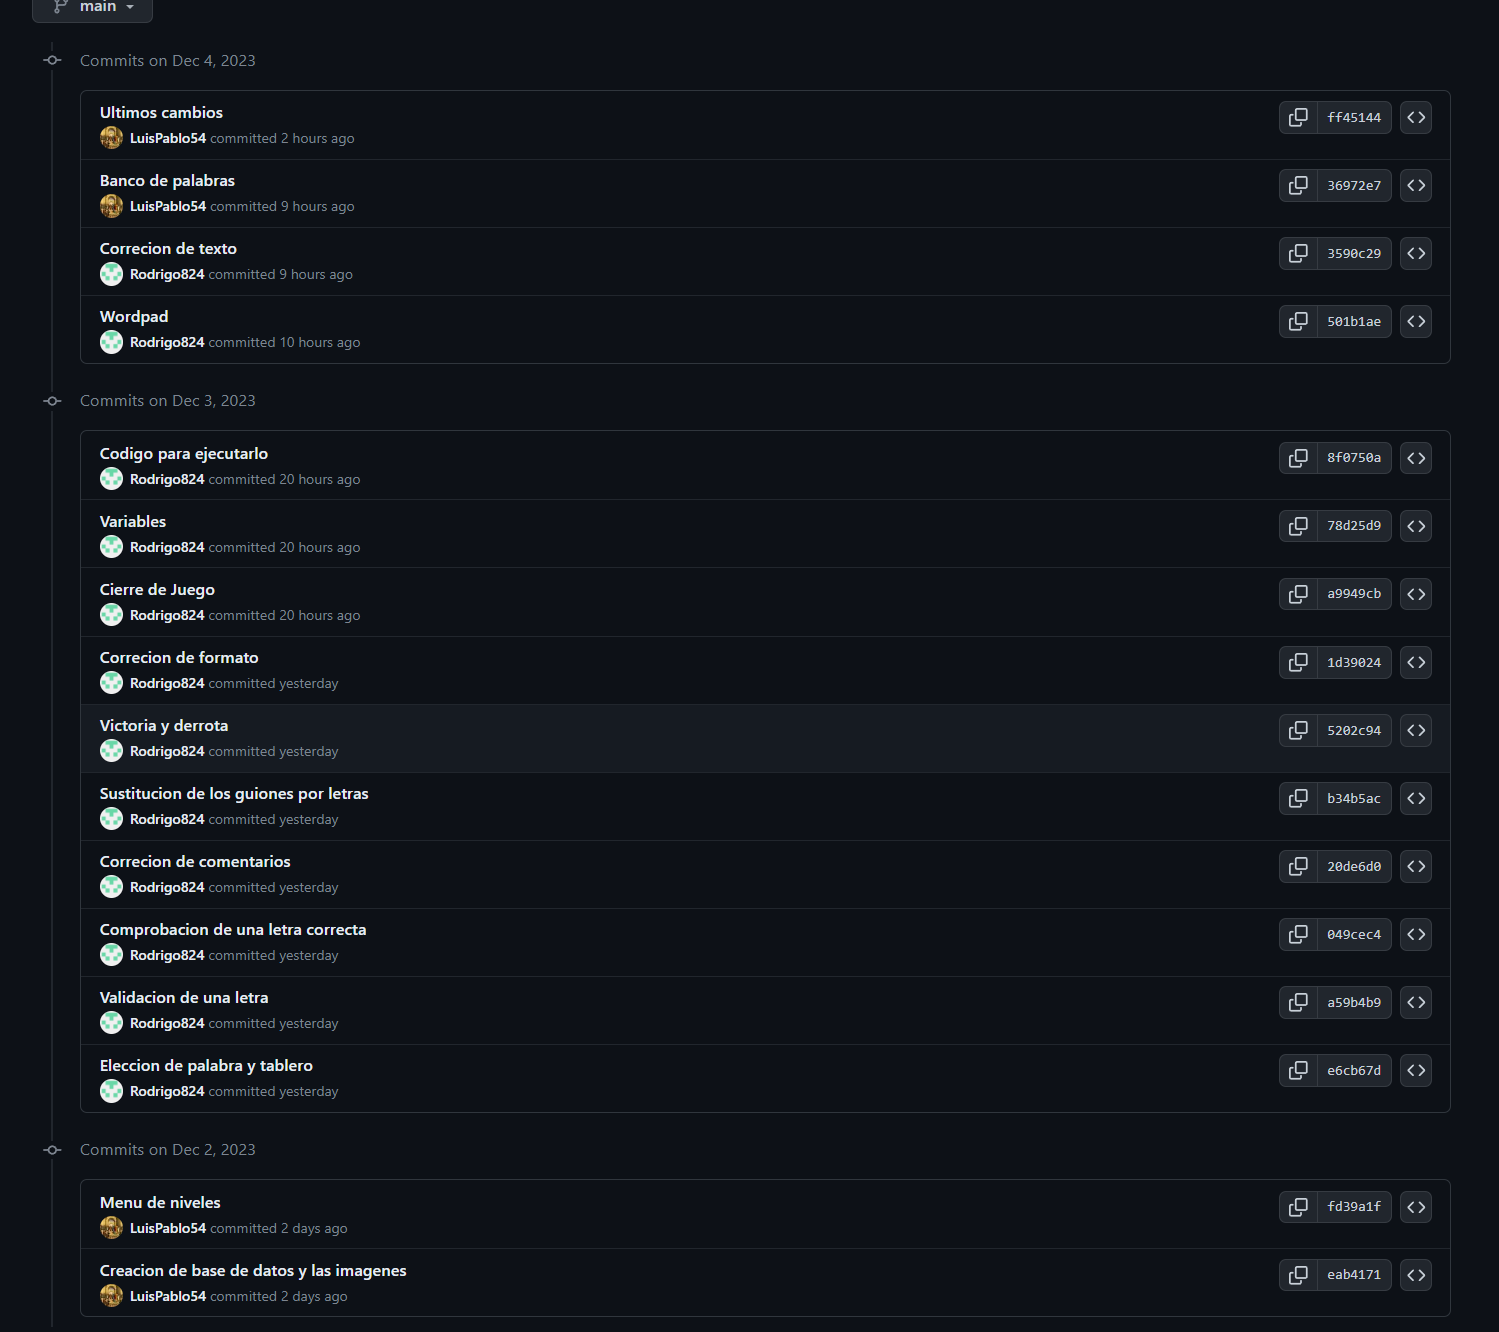 main
Commits on Dec 4, 2023
Ultimos cambios
ff45144
LuisPablo54 committed 2 hours ago
Banco de palabras
36972e7
LuisPablo54 committed 9 hours ago
Correcion de texto
3590c29
Rodrigo824 committed 9 hours ago
Wordpad
501b1ae
Rodrigo824 committed 10 hours ago
Commits on Dec 3, 2023
Codigo para ejecutarlo
8f0750a
Rodrigo824 committed 20 hours ago
Variables
78d25d9
Rodrigo824 committed 20 hours ago
Cierre de Juego
a9949cb
Rodrigo824 committed 20 hours ago
Correcion de formato
1d39024
Rodrigo824 committed yesterday
Victoria y derrota
5202c94
Rodrigo824 committed yesterday
Sustitucion de los guiones por letras
b34b5ac
Rodrigo824 committed yesterday
Correcion de comentarios
20de6d0
Rodrigo824 committed yesterday
Comprobacion de una letra correcta
049cec4
Rodrigo824 committed yesterday
Validacion de una letra
a59b4b9
Rodrigo824 committed yesterday
Eleccion de palabra y tablero
e6cb67d
Rodrigo824 committed yesterday
Commits on Dec 2, 2023
Menu de niveles
fd39a1f
LuisPablo54 committed 2 days ago
Creacion de base de datos y las imagenes
eab4171
LuisPablo54 committed 2 days ago